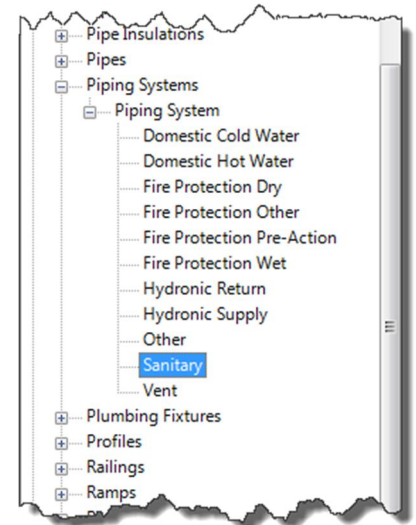 Pipe Insulations
Pipes
Piping Systems
Piping System
Domestic Cold Water
Domestic Hot Water
Fire Protection Dry
Fire Protection Other
Fire Protection Pre-Action
Fire Protection Wet
Hydronic Return
Hydronic Supply
Other
Sanitary
Vent
Plumbing Fixtures
Profiles
Railings
Ramps